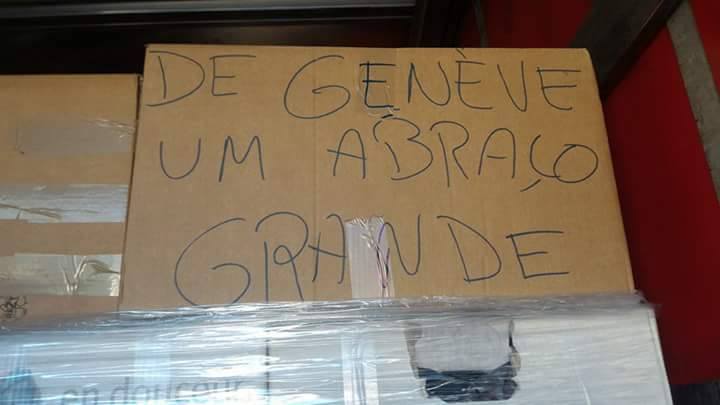 DE GENÈVE
UM ABRAÇO
GRANDE
en douceur